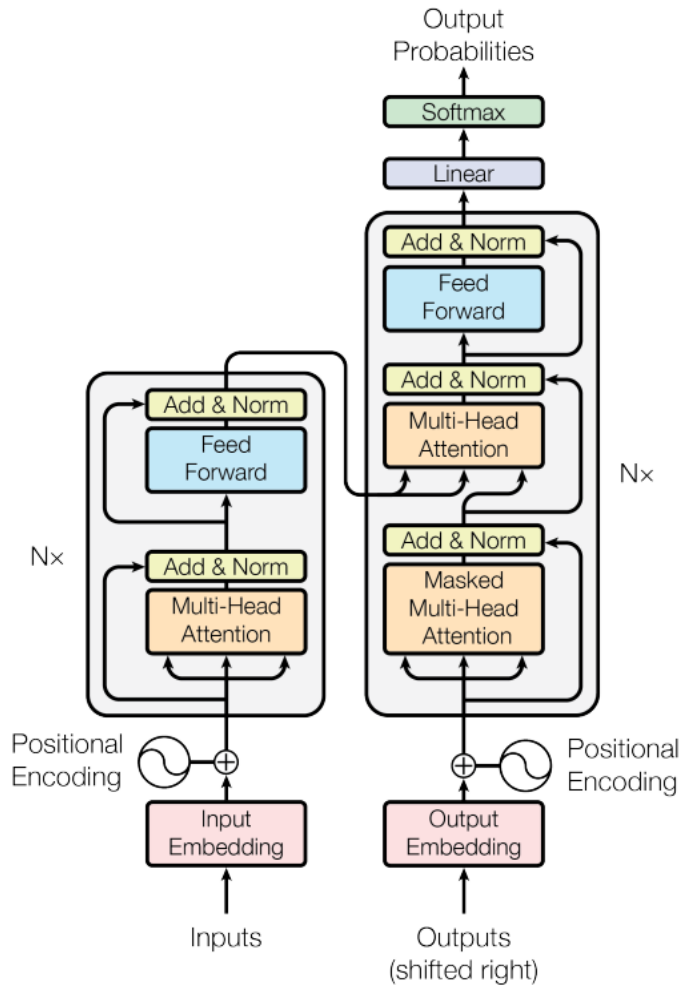 Output
Probabilities
Softmax
Linear
Add & Norm
Feed
Forward
Add & Norm
Multi-Head
Attention
Add & Norm
Masked
Multi-Head
Attention
N×
Add & Norm
Feed
Forward
Add & Norm
Multi-Head
Attention
N×
Positional
Encoding
Positional
Encoding
Input
Embedding
Output
Embedding
Inputs
Outputs
(shifted right)